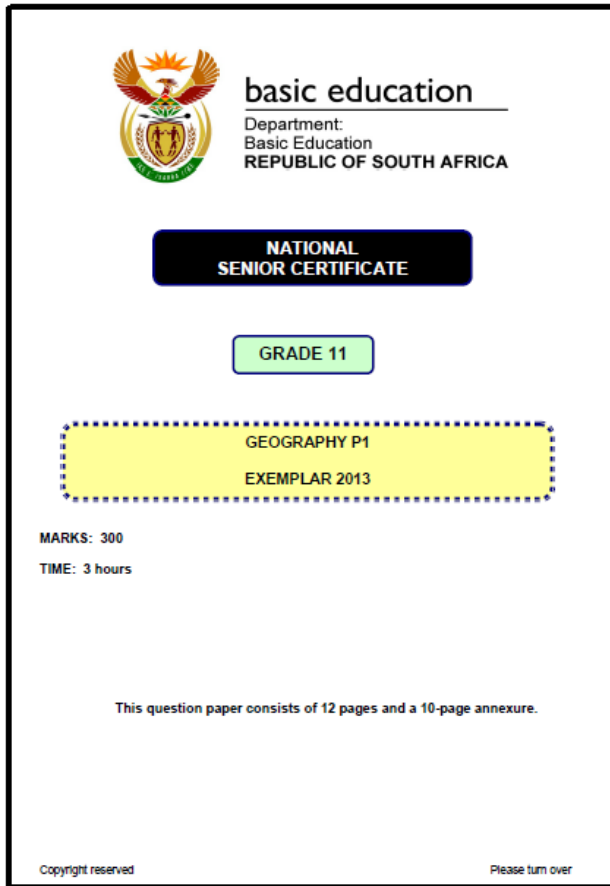 basic education
Department:
Basic Education
REPUBLIC OF SOUTH AFRICA
NATIONAL
SENIOR CERTIFICATE
GRADE 11
GEOGRAPHY P1
EXEMPLAR 2013
MARKS: 300
TIME: 3 hours
This question paper consists of 12 pages and a 10-page annexure.
Copyright reserved
Please turn over